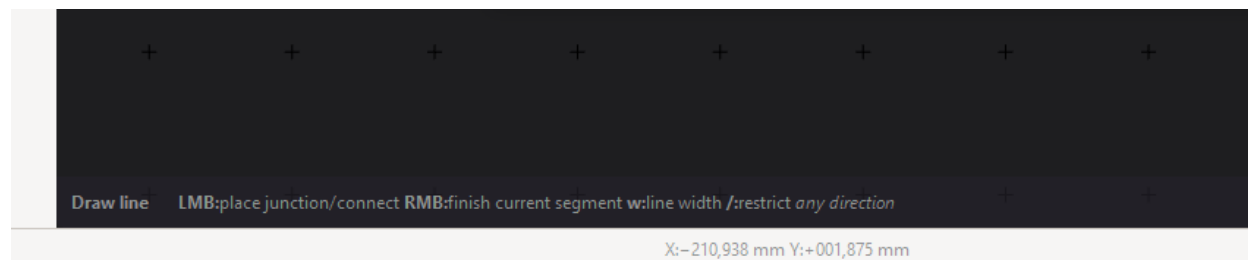 Draw line LMB:place junction/connect RMB:finish current segment w:line width /:restrict any direction
X:−210,938 mm Y:+001,875 mm